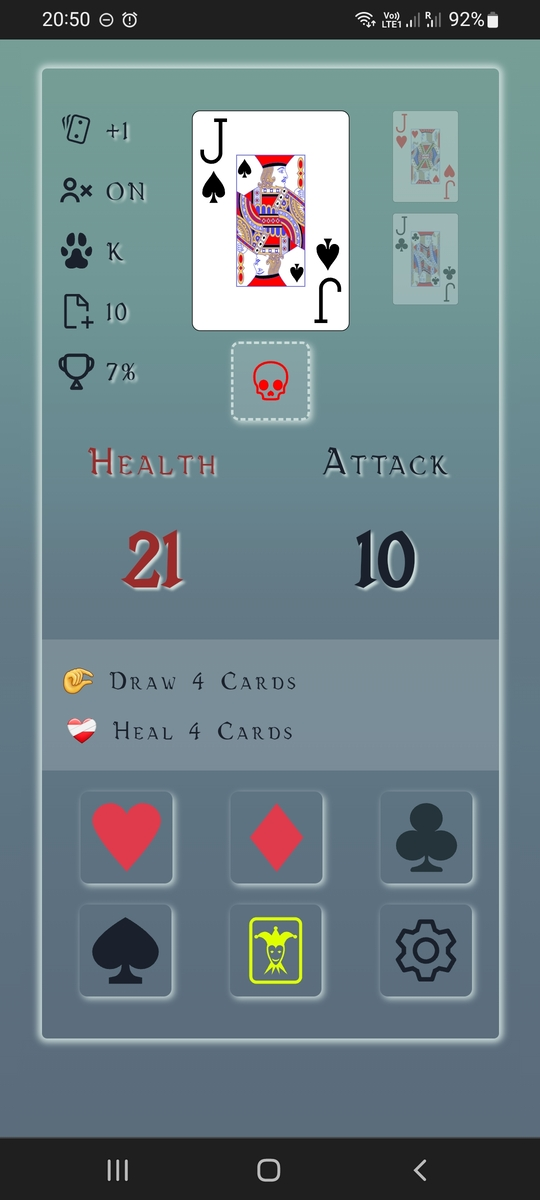 20:50 Vo) LTE1 R 92%
+1
ON
K
10
7%
J
J
J
J
J
J
Health Attack
21 10
Draw 4 Cards
Heal 4 Cards